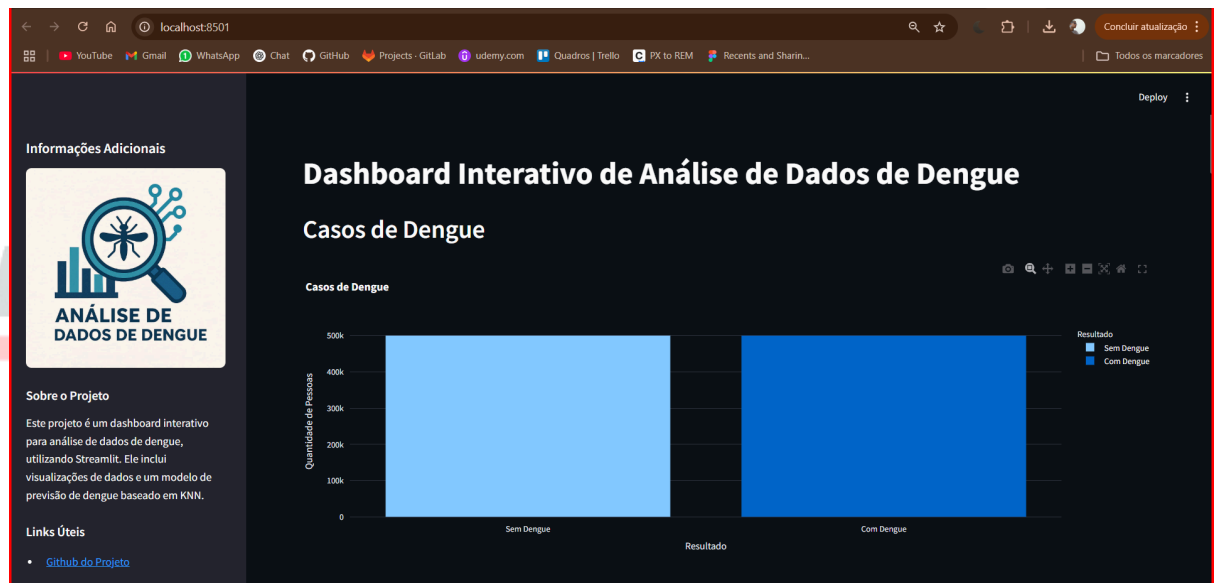 localhost:8501
Concluir atualização
YouTube
Gmail
WhatsApp
Chat
GitHub
Projects · GitLab
udemy.com
Quadros | Trello
PX to REM
Recents and Sharin...
Todos os marcadores
Deploy
Informações Adicionais
ANÁLISE DE
DADOS DE DENGUE
Sobre o Projeto
Este projeto é um dashboard interativo
para análise de dados de dengue,
utilizando Streamlit. Ele inclui
visualizações de dados e um modelo de
previsão de dengue baseado em KNN.
Links Úteis
Github do Projeto
Dashboard Interativo de Análise de Dados de Dengue
Casos de Dengue
Casos de Dengue
Quantidade de Pessoas
500k
400k
300k
200k
100k
0
Sem Dengue
Com Dengue
Resultado
Resultado
Sem Dengue
Com Dengue